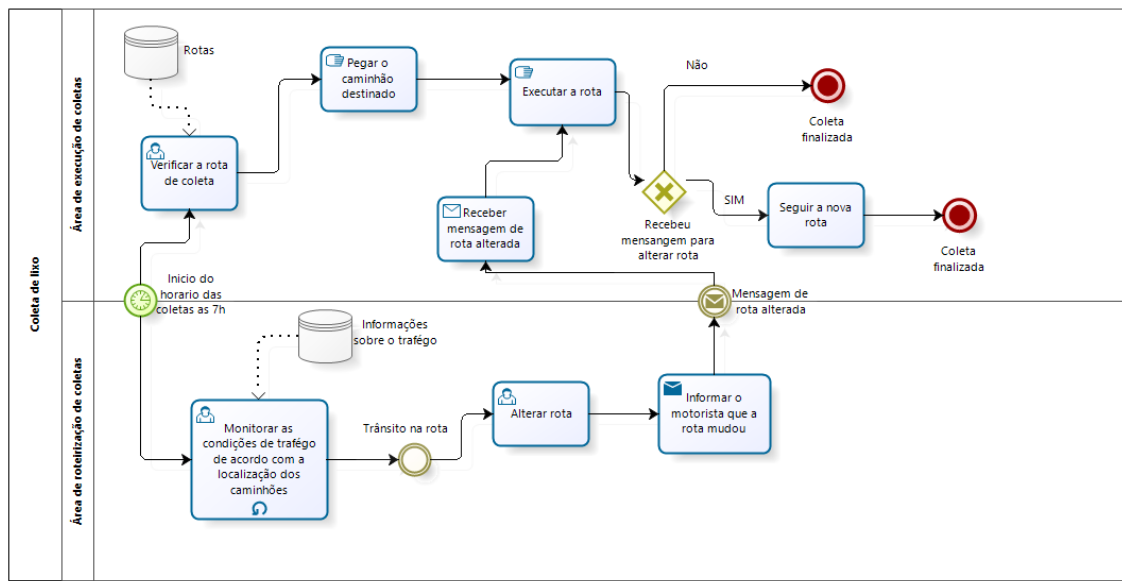 Coleta de lixo
Área de execução de coletas
Rotas
Verificar a rota
de coleta
Pegar o
caminhão
destinado
Executar a rota
Não
Coleta
finalizada
Receber
mensagem de
rota alterada
Recebeu
mensangem para
alterar rota
SIM
Seguir a nova
rota
Coleta
finalizada
Inicio do
horario das
coletas as 7h
Mensagem de
rota alterada
Área de roteirização de coletas
Informações
sobre o trafégo
Monitorar as
condições de trafégo
de acordo com a
localização dos
caminhões
Trânsito na rota
Alterar rota
Informar o
motorista que a
rota mudou